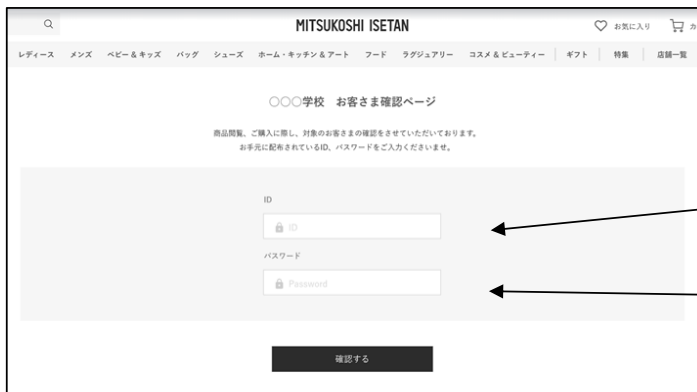 MITSUKOSHI ISETAN
お気に入り
カ
レディース メンズ ベビー&キッズ バッグ シューズ ホーム・キッチン&アート フード ラグジュアリー コスメ&ビューティー ギフト 特集 店舗一覧
○○○学校 お客さま確認ページ
商品閲覧、ご購入に際し、対象のお客さまの確認をさせていただいております。
お手元に配布されているID、パスワードをご入力くださいませ。
ID
ID
パスワード
Password
確認する